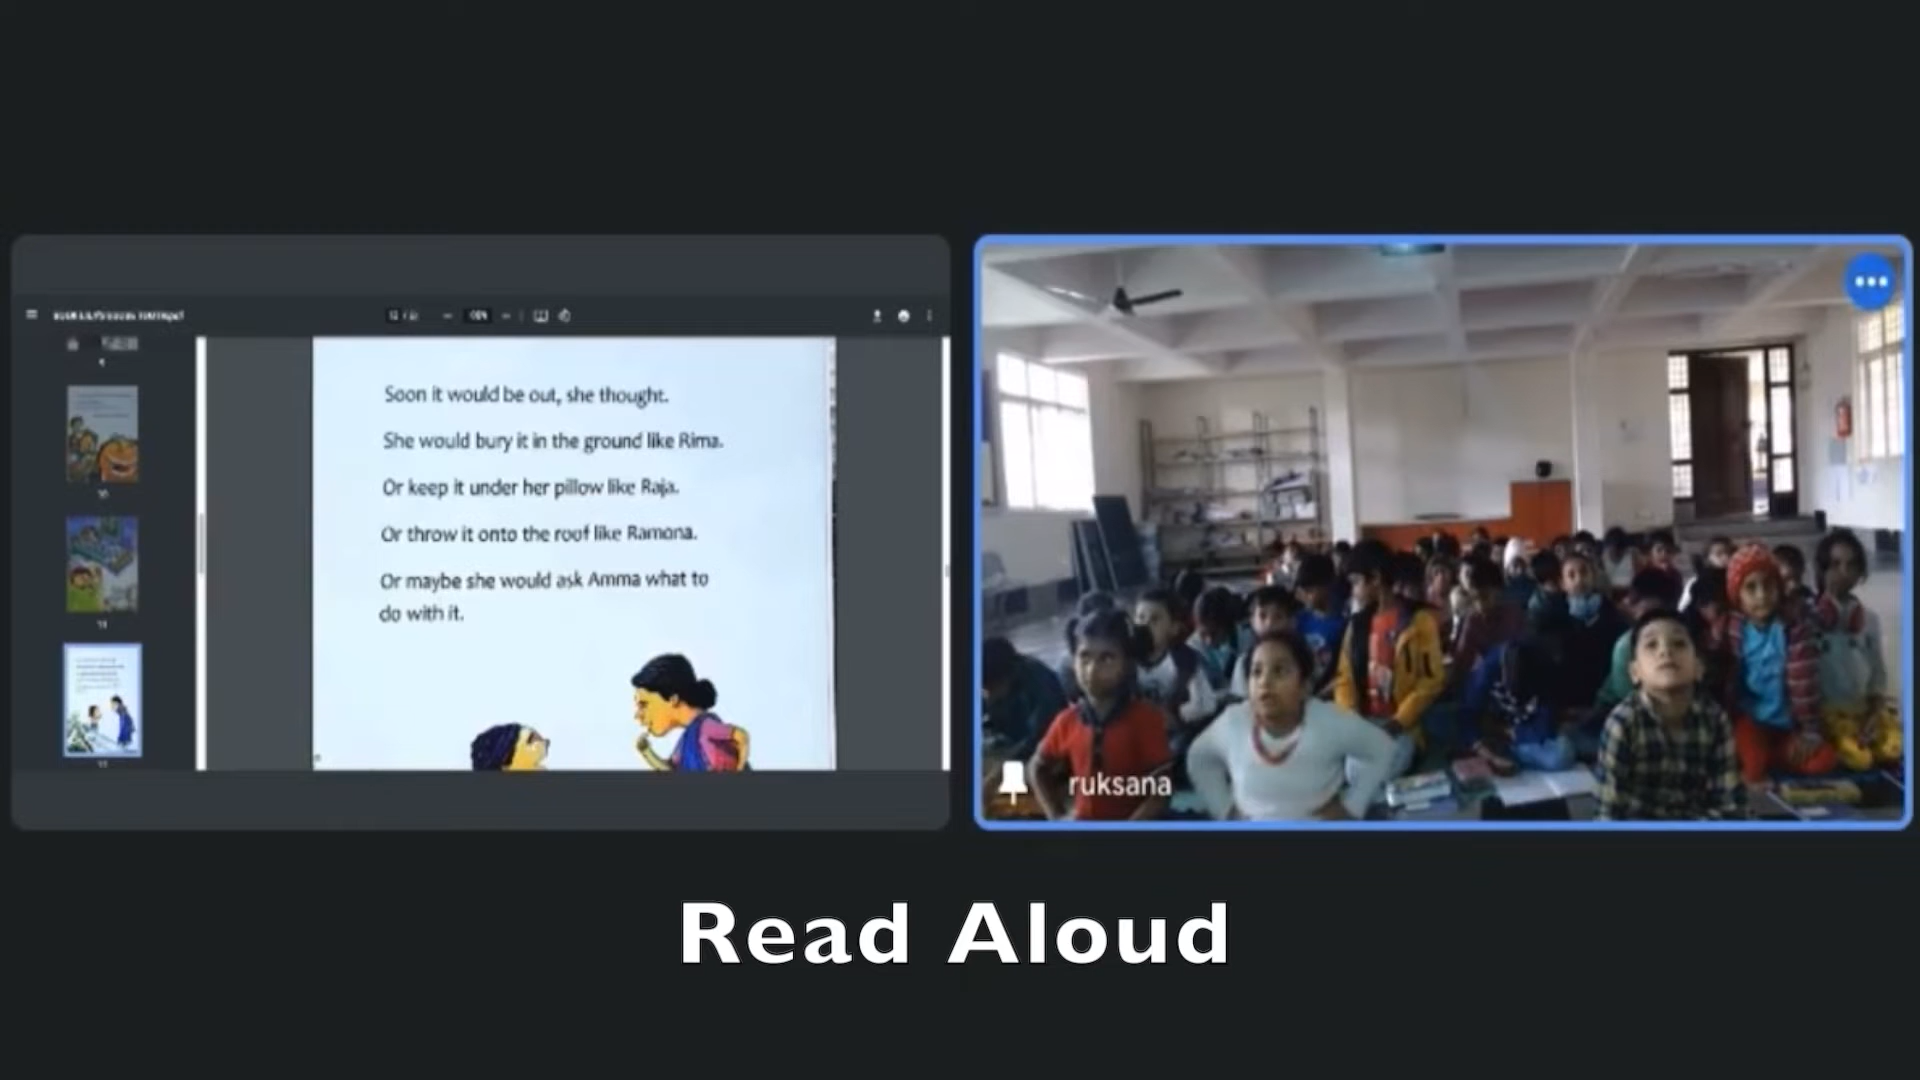 Soon it would be out, she thought.
She would bury it in the ground like Rima.
Or keep it under her pillow like Raja.
Or throw it onto the roof like Ramona.
Or maybe she would ask Amma what to
do with it.
ruksana
Read Aloud